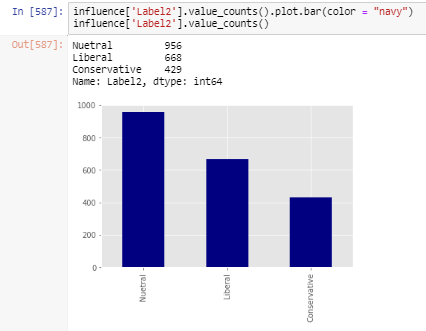 In [587]: influence['Label2'].value_counts().plot.bar(color = "navy")
influence['Label2'].value_counts()
Out[587]: Nuetral 956
Liberal 668
Conservative 429
Name: Label2, dtype: int64
1000
800
600
400
200
0
Nuetral
Liberal
Conservative